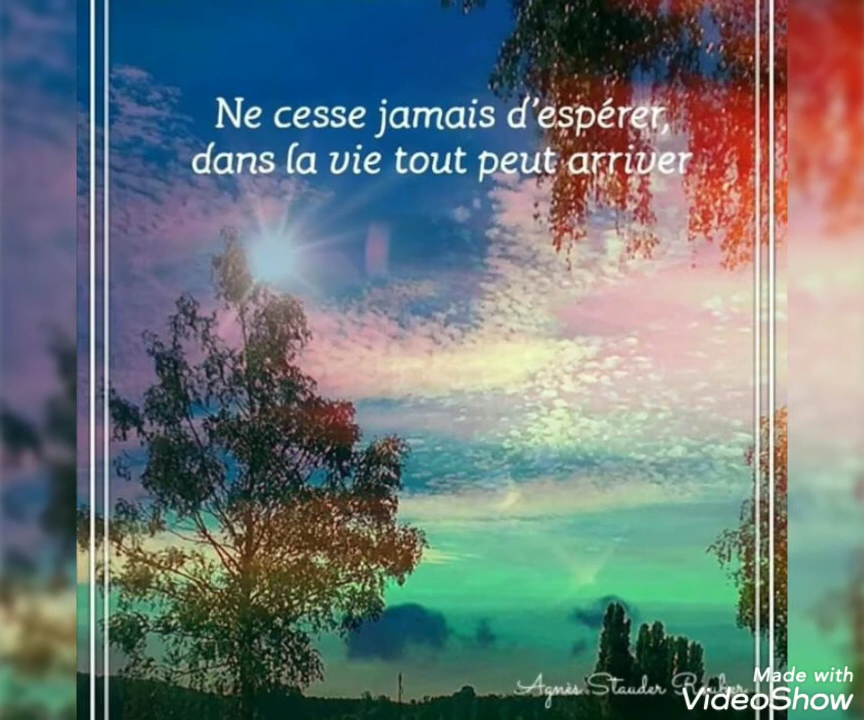 Ne cesse jamais d'espérer,
dans la vie tout peut arriver
Agnès Stauder
Made with
VideoShow